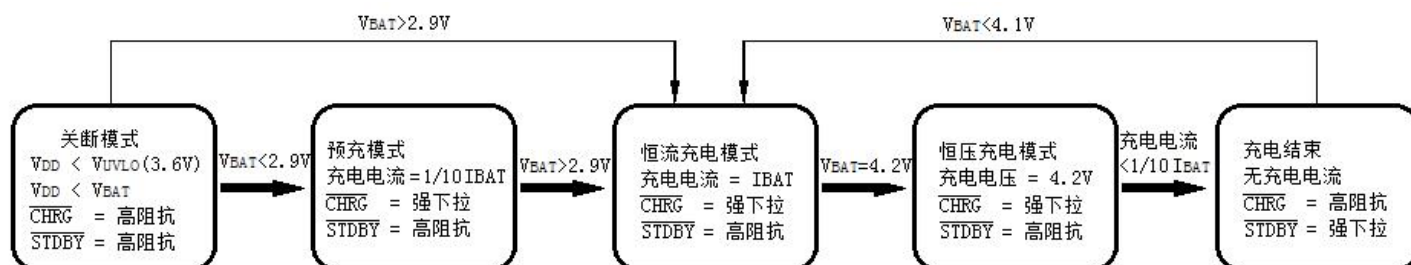 VBAT>2.9V
VBAT<4.1V
关断模式
VDD < VUVLO(3.6V)
VDD < VBAT
CHRG = 高阻抗
STDBY = 高阻抗
VBAT<2.9V
预充模式
充电电流=1/10IBAT
CHRG = 强下拉
STDBY = 高阻抗
VBAT>2.9V
恒流充电模式
充电电流 = IBAT
CHRG = 强下拉
STDBY = 高阻抗
VBAT=4.2V
恒压充电模式
充电电压 = 4.2V
CHRG = 强下拉
STDBY = 高阻抗
充电电流
<1/10IBAT
充电结束
无充电电流
CHRG = 高阻抗
STDBY = 强下拉